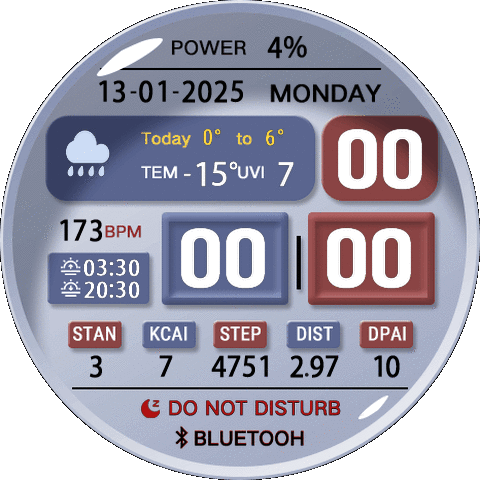 POWER 4%
13-01-2025 MONDAY
Today 0° to 6°
TEM -15° UVI 7
00
173BPM
03:30
20:30
00 00
STAN KCAI STEP DIST DPAI
3 7 4751 2.97 10
DO NOT DISTURB
BLUETOOH